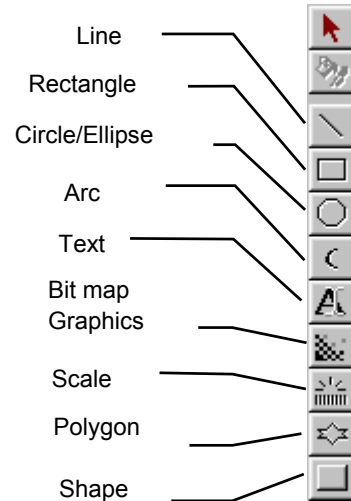 Line
Rectangle
Circle/Ellipse
Arc
Text
Bit map
Graphics
Scale
Polygon
Shape